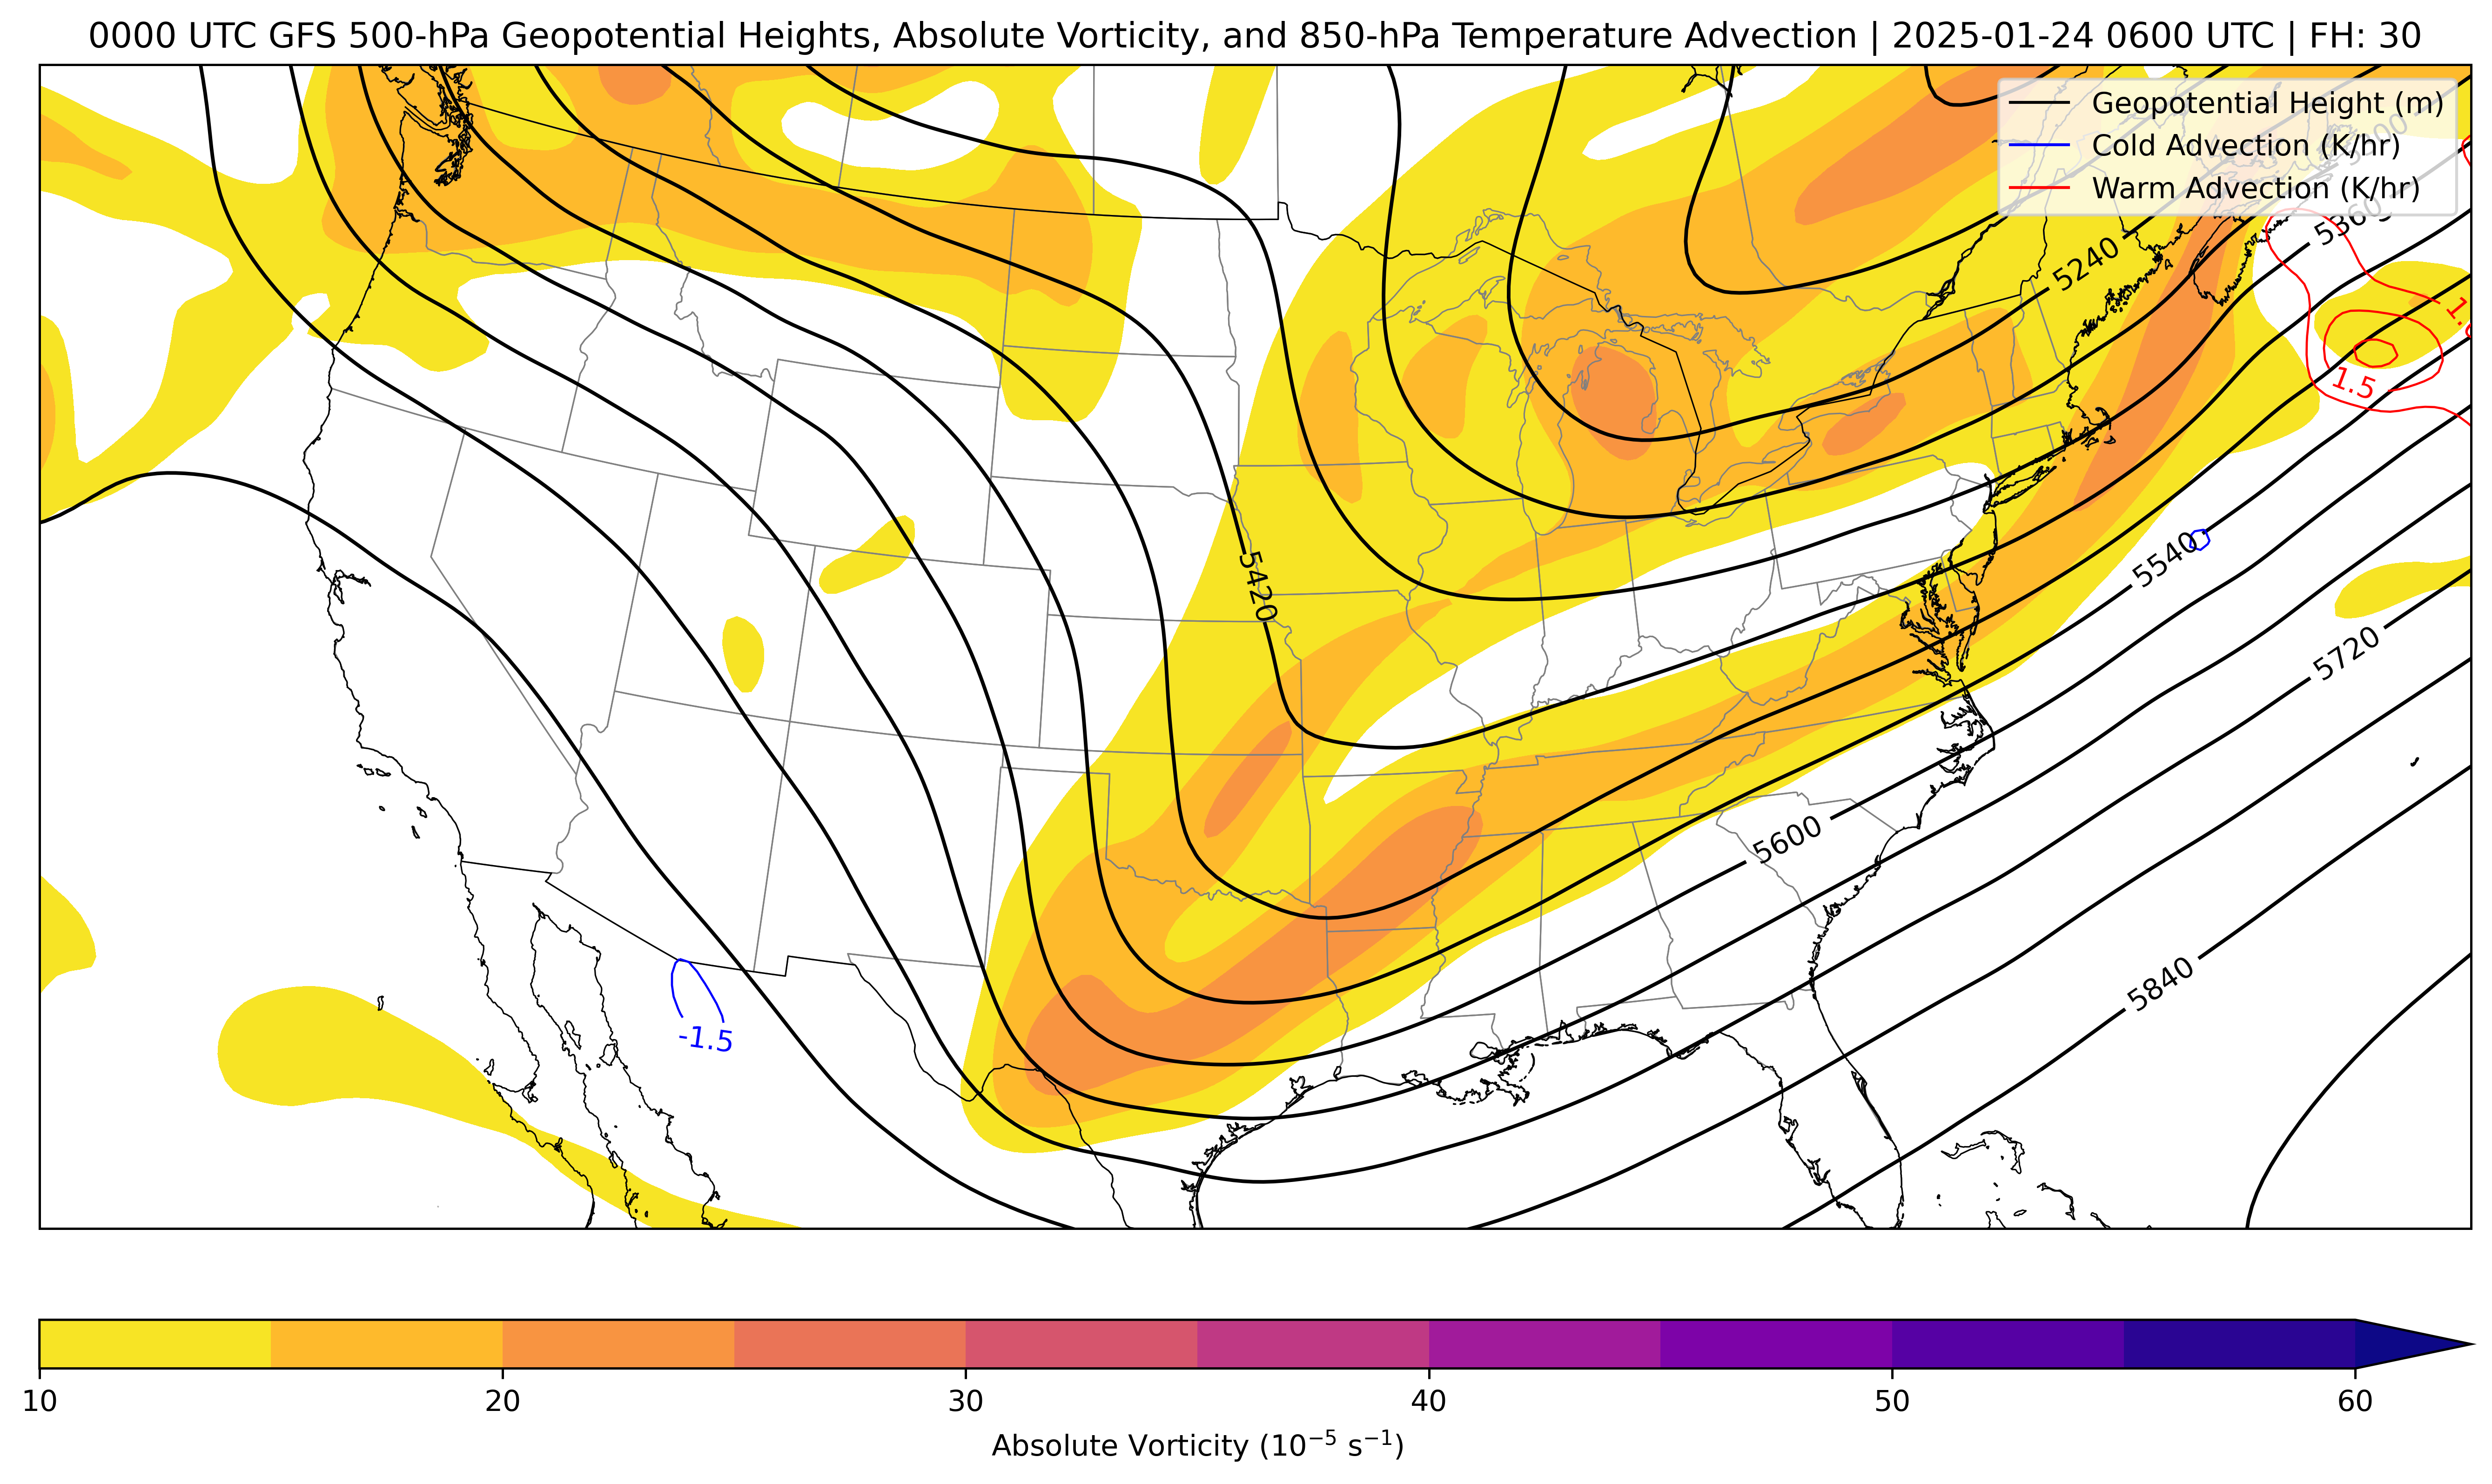 0000 UTC GFS 500-hPa Geopotential Heights, Absolute Vorticity, and 850-hPa Temperature Advection | 2025-01-24 0600 UTC | FH: 30
Geopotential Height (m)
Cold Advection (K/hr)
Warm Advection (K/hr)
5240
1.5
5420
5540
5720
5600
5840
-1.5
10 20 30 40 50 60
Absolute Vorticity (10⁻⁵ s⁻¹)